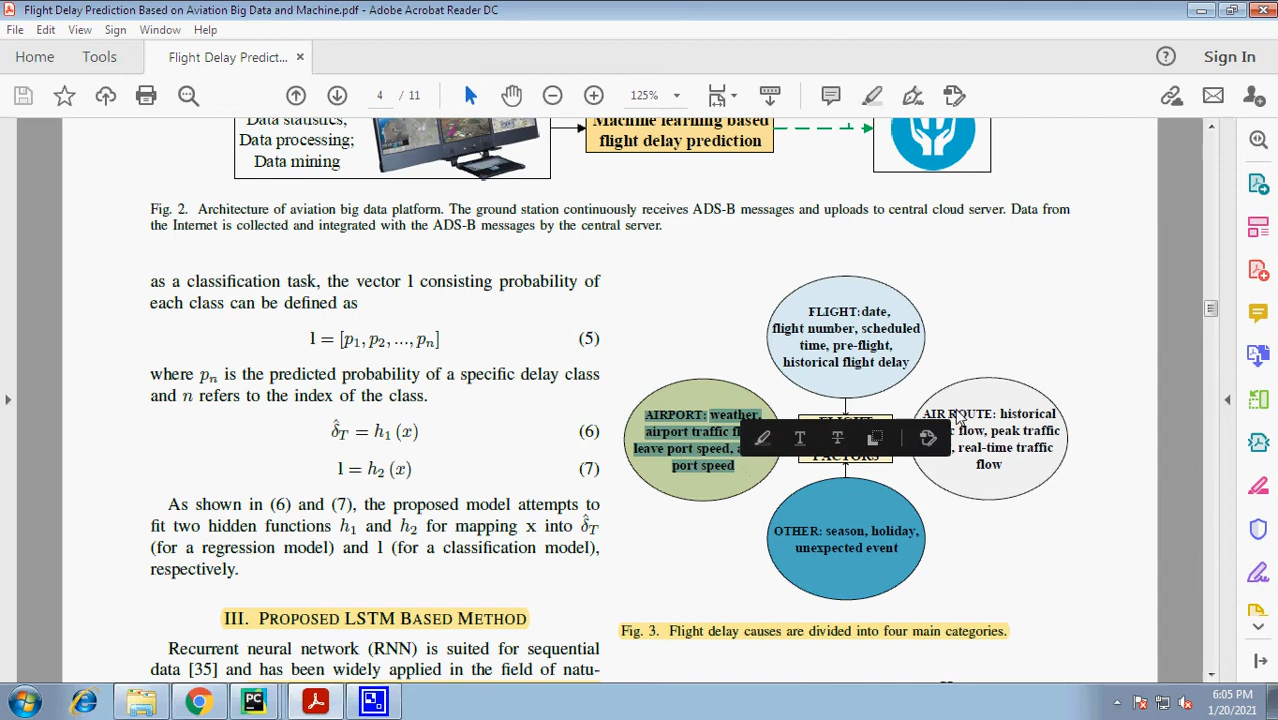 Flight Delay Prediction Based on Aviation Big Data and Machine.pdf - Adobe Acrobat Reader DC
File Edit View Sign Window Help
Home Tools Flight Delay Predict... × Sign In
4 / 11 125%
Data statistics;
Data processing;
Data mining
Machine learning based
flight delay prediction
Fig. 2. Architecture of aviation big data platform. The ground station continuously receives ADS-B messages and uploads to central cloud server. Data from
the Internet is collected and integrated with the ADS-B messages by the central server.
as a classification task, the vector l consisting probability of
each class can be defined as
l = [p₁, p₂, ..., pₙ] (5)
where pₙ is the predicted probability of a specific delay class
and n refers to the index of the class.
δ̂_T = h₁ (x) (6)
l = h₂ (x) (7)
As shown in (6) and (7), the proposed model attempts to
fit two hidden functions h₁ and h₂ for mapping x into δ̂_T
(for a regression model) and l (for a classification model),
respectively.
III. PROPOSED LSTM BASED METHOD
Recurrent neural network (RNN) is suited for sequential
data [35] and has been widely applied in the field of natu-
FLIGHT: date,
flight number, scheduled
time, pre-flight,
historical flight delay
AIRPORT: weather,
airport traffic
leave port speed,
port speed
FACTORS
AIR ROUTE: historical
flow, peak traffic
, real-time traffic
flow
OTHER: season, holiday,
unexpected event
Fig. 3. Flight delay causes are divided into four main categories.
6:05 PM
1/20/2021